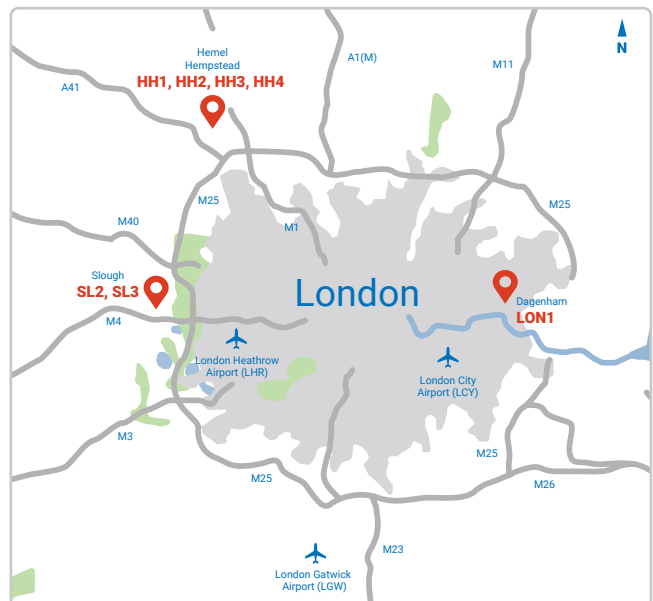 N
Hemel
Hempstead
HH1, HH2, HH3, HH4
A1(M)
M11
A41
M25
M25
M1
M40
Slough
SL2, SL3
M4
London
Dagenham
LON1
London Heathrow
Airport (LHR)
London City
Airport (LCY)
M3
M25
M25
M26
M23
London Gatwick
Airport (LGW)